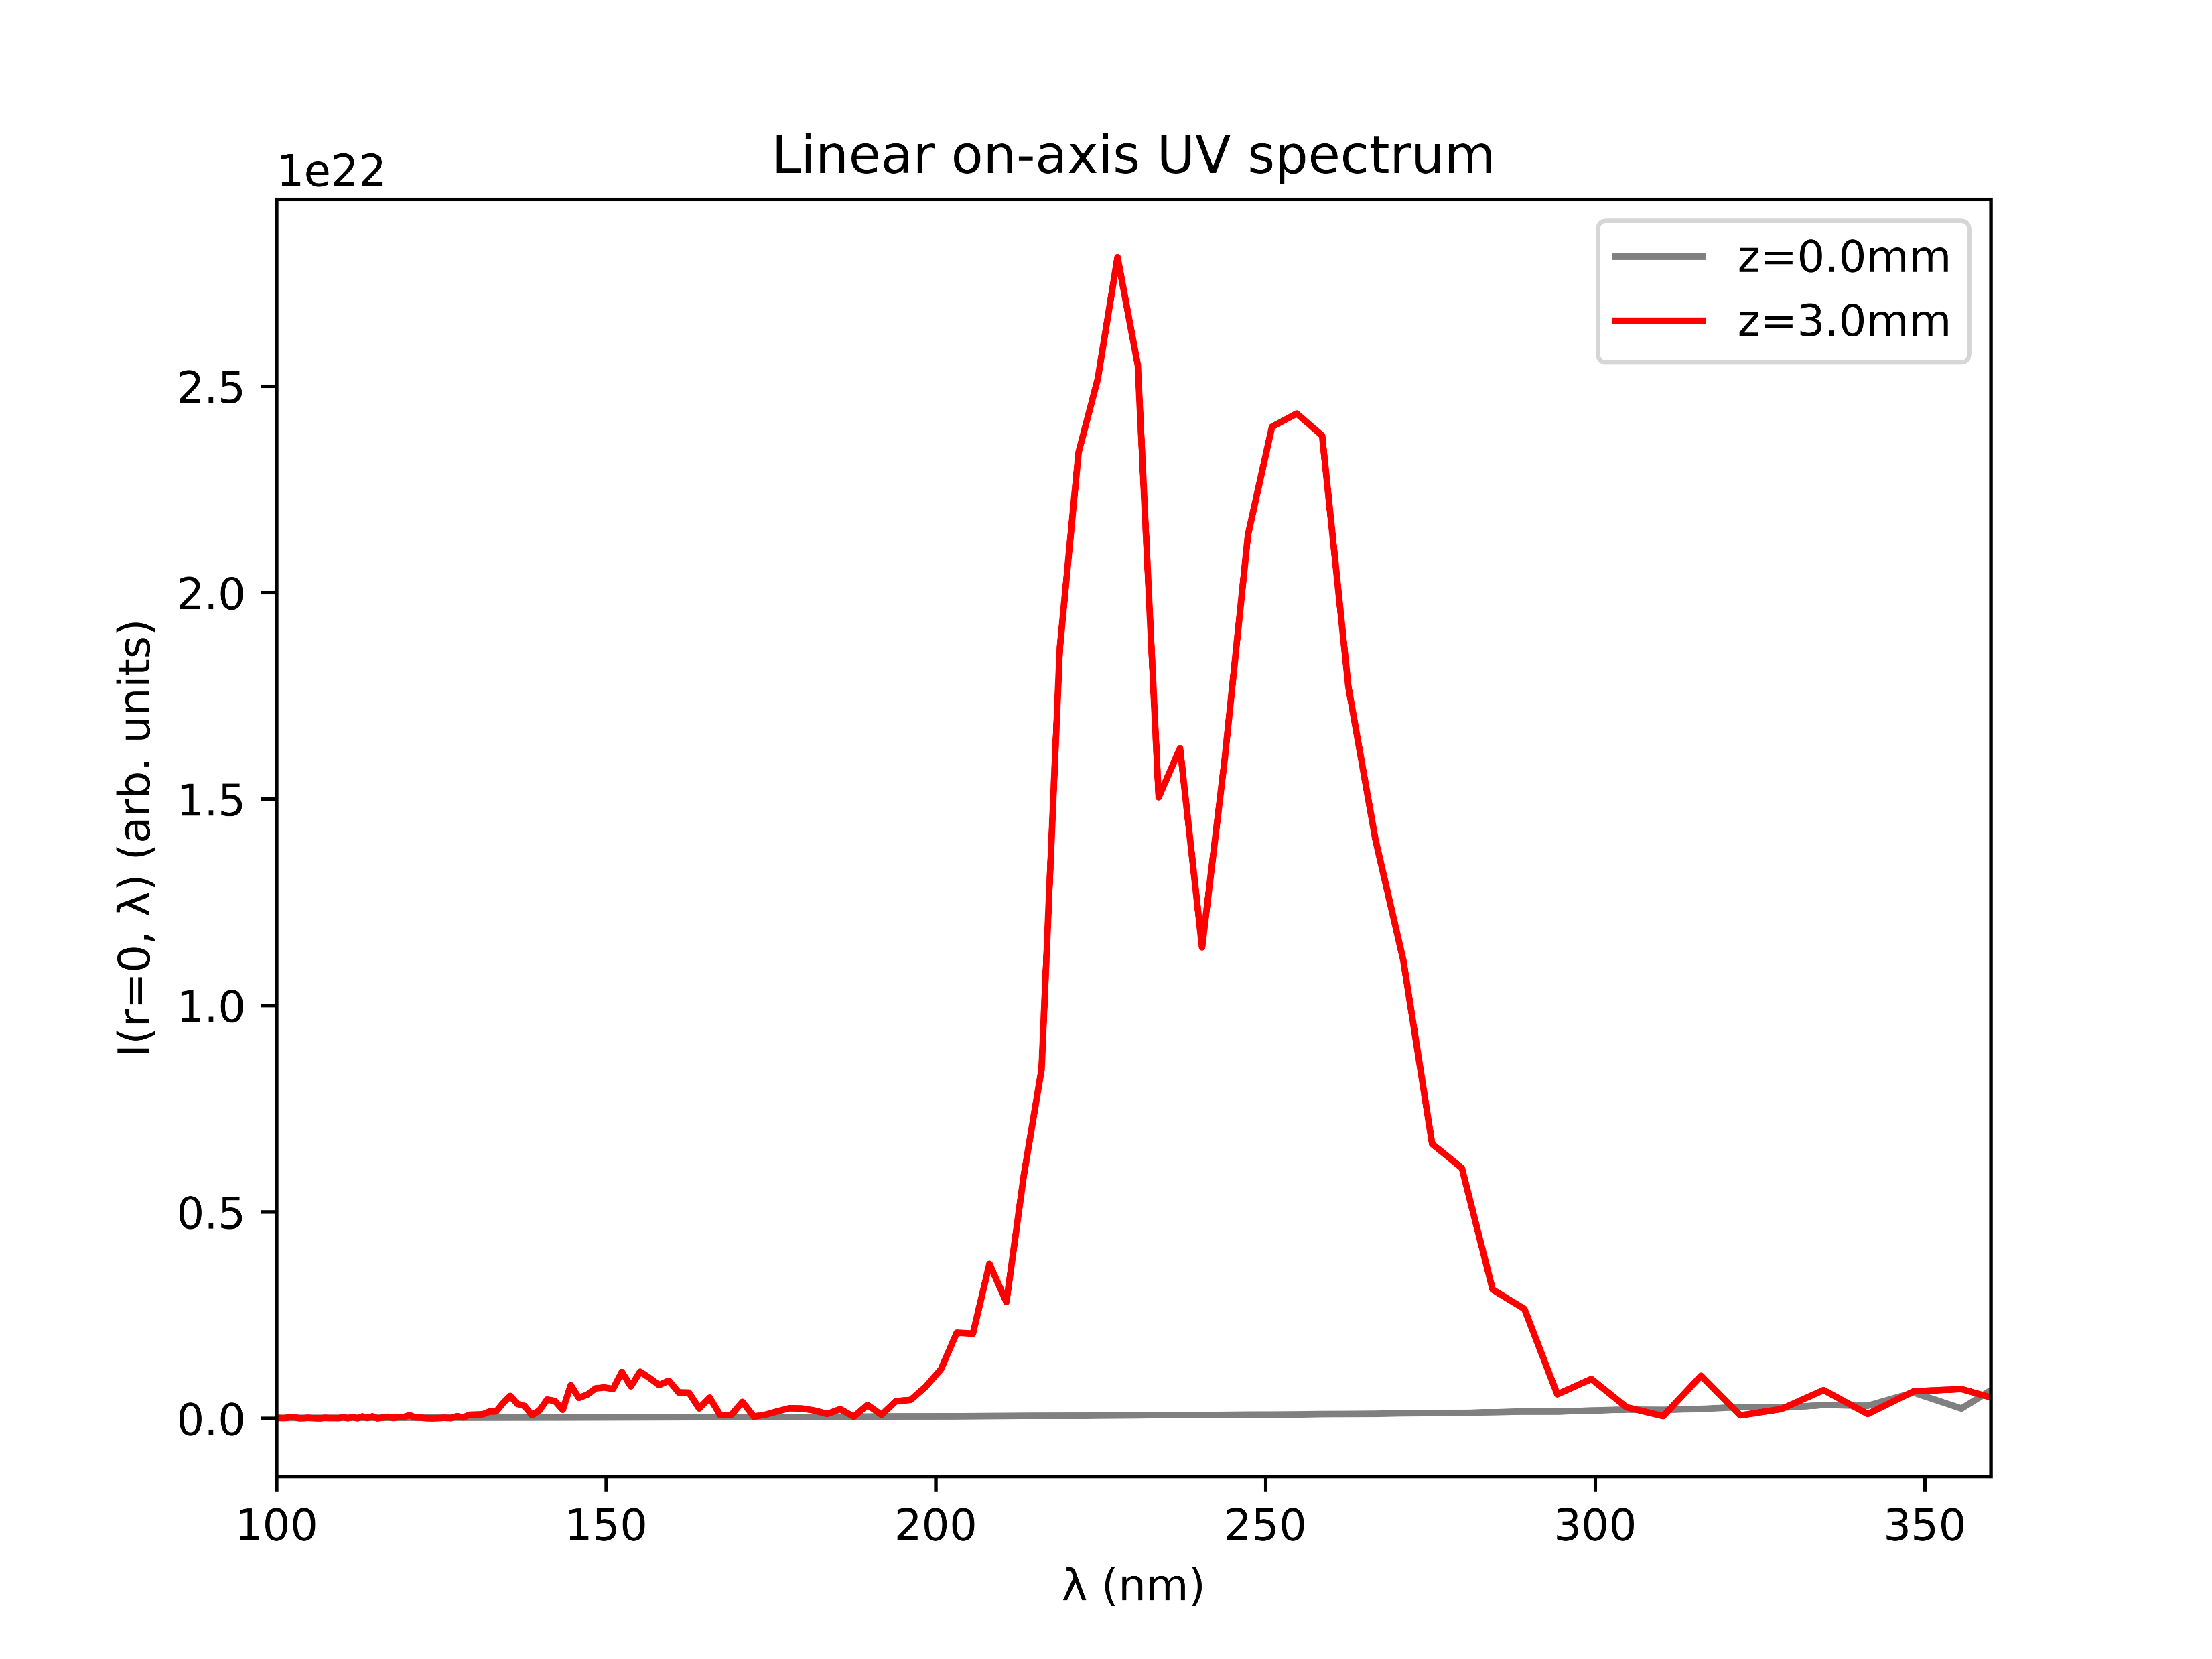 Linear on-axis UV spectrum
1e22
z=0.0mm
z=3.0mm
2.5
2.0
1.5
1.0
0.5
0.0
I(r=0, λ) (arb. units)
100 150 200 250 300 350
λ (nm)